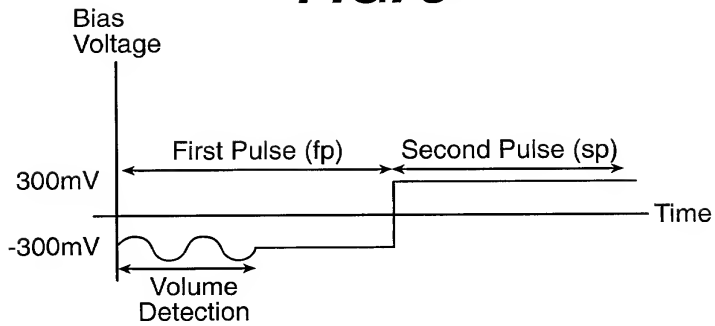 Bias
Voltage
First Pulse (fp)
Second Pulse (sp)
300mV
Time
-300mV
Volume
Detection